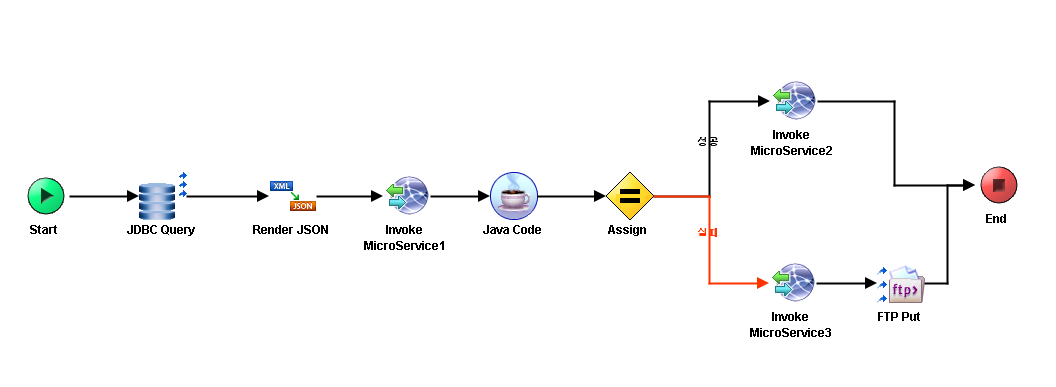 Invoke
MicroService2
성공
XML
JSON
Start
JDBC Query
Render JSON
Invoke
MicroService1
Java Code
Assign
End
실패
ftp>
Invoke
MicroService3
FTP Put